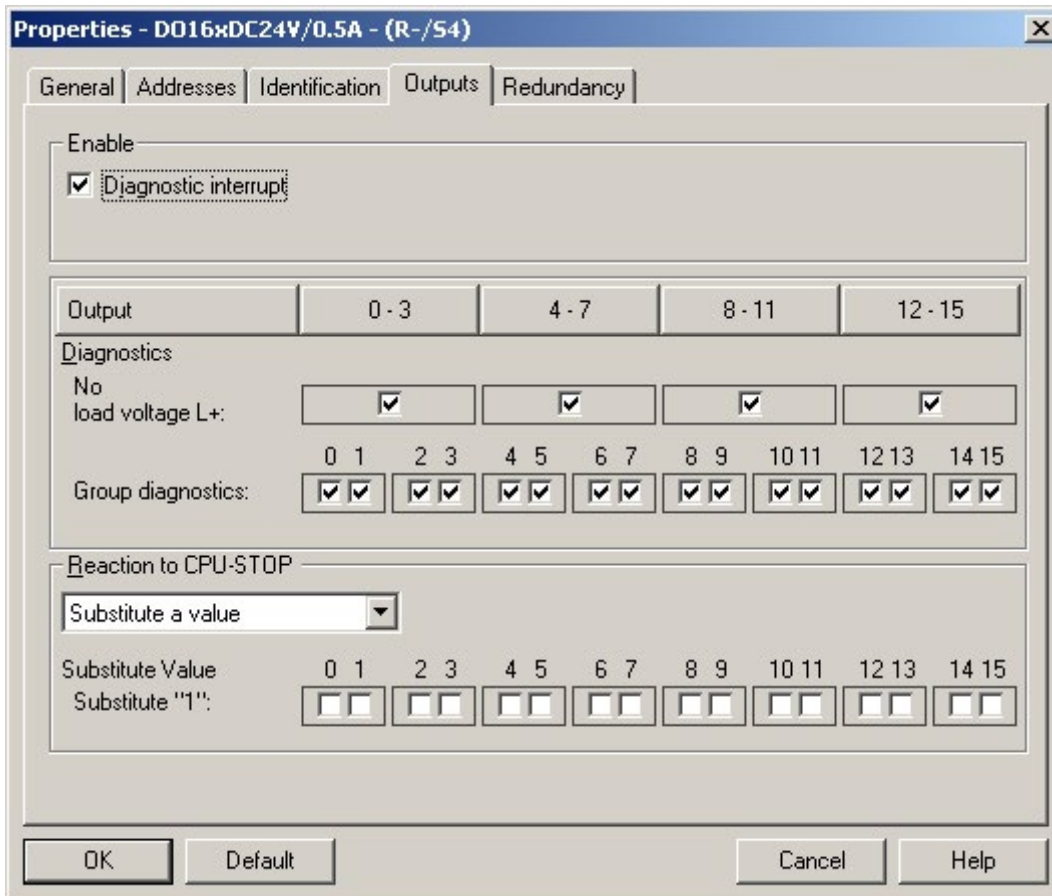 Properties - DO16xDC24V/0.5A - (R-/S4)
General Addresses Identification Outputs Redundancy
Enable
Diagnostic interrupt
Output 0 - 3 4 - 7 8 - 11 12 - 15
Diagnostics
No
load voltage L+:
0 1 2 3 4 5 6 7 8 9 10 11 12 13 14 15
Group diagnostics:
Reaction to CPU-STOP
Substitute a value
Substitute Value 0 1 2 3 4 5 6 7 8 9 10 11 12 13 14 15
Substitute "1":
OK Default Cancel Help